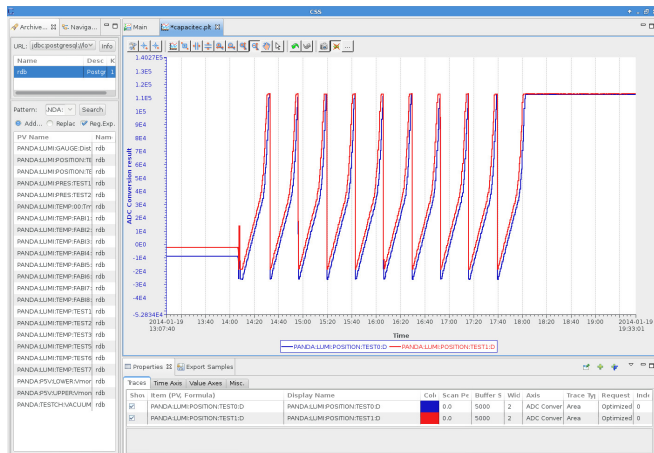 CSS
Archive...
Naviga...
Main
*capacitec.plt
URL: jdbc:postgresql://lo
Info
Name Desc K
rdb Postgr 1
Pattern: .NDA: Search
Add... Replac Reg.Exp.
PV Name Nam
PANDA:LUMI:GAUGE:Dist rdb
PANDA:LUMI:POSITION:TE rdb
PANDA:LUMI:POSITION:TE rdb
PANDA:LUMI:PRES:TEST1 rdb
PANDA:LUMI:PRES:TEST2 rdb
PANDA:LUMI:TEMP:00:Tm rdb
PANDA:LUMI:TEMP:FABI1: rdb
PANDA:LUMI:TEMP:FABI2: rdb
PANDA:LUMI:TEMP:FABI3: rdb
PANDA:LUMI:TEMP:FABI4: rdb
PANDA:LUMI:TEMP:FABI5: rdb
PANDA:LUMI:TEMP:FABI6: rdb
PANDA:LUMI:TEMP:FABI7: rdb
PANDA:LUMI:TEMP:FABI8: rdb
PANDA:LUMI:TEMP:TEST1 rdb
PANDA:LUMI:TEMP:TEST2 rdb
PANDA:LUMI:TEMP:TEST3 rdb
PANDA:LUMI:TEMP:TEST5 rdb
PANDA:LUMI:TEMP:TEST6 rdb
PANDA:LUMI:TEMP:TEST7 rdb
PANDA:PSV:LOWER:Vmor rdb
PANDA:PSV:UPPER:Vmor rdb
PANDA:TESTCH:VACUUM rdb
ADC Conversion result
1.4027E5
1.3E5
1.2E5
1.1E5
1E5
9E4
8E4
7E4
6E4
5E4
4E4
3E4
2E4
1E4
0E0
-1E4
-2E4
-3E4
-4E4
-5.2834E4
2014-01-19 13:40 14:00 14:20 14:40 15:00 15:20 15:40 16:00 16:20 16:40 17:00 17:20 17:40 18:00 18:20 18:40 19:00 2014-01-19
13:07:40 19:33:01
Time
PANDA:LUMI:POSITION:TEST0:D PANDA:LUMI:POSITION:TEST1:D
Properties Export Samples
Traces Time Axis Value Axes Misc.
Shov Item (PV, Formula) Display Name Coli Scan Pe Buffer S Wid Axis Trace Ty Request Inde
PANDA:LUMI:POSITION:TEST0:D PANDA:LUMI:POSITION:TEST0:D 0.0 5000 2 ADC Conver Area Optimized 0
PANDA:LUMI:POSITION:TEST1:D PANDA:LUMI:POSITION:TEST1:D 0.0 5000 2 ADC Conver Area Optimized 0